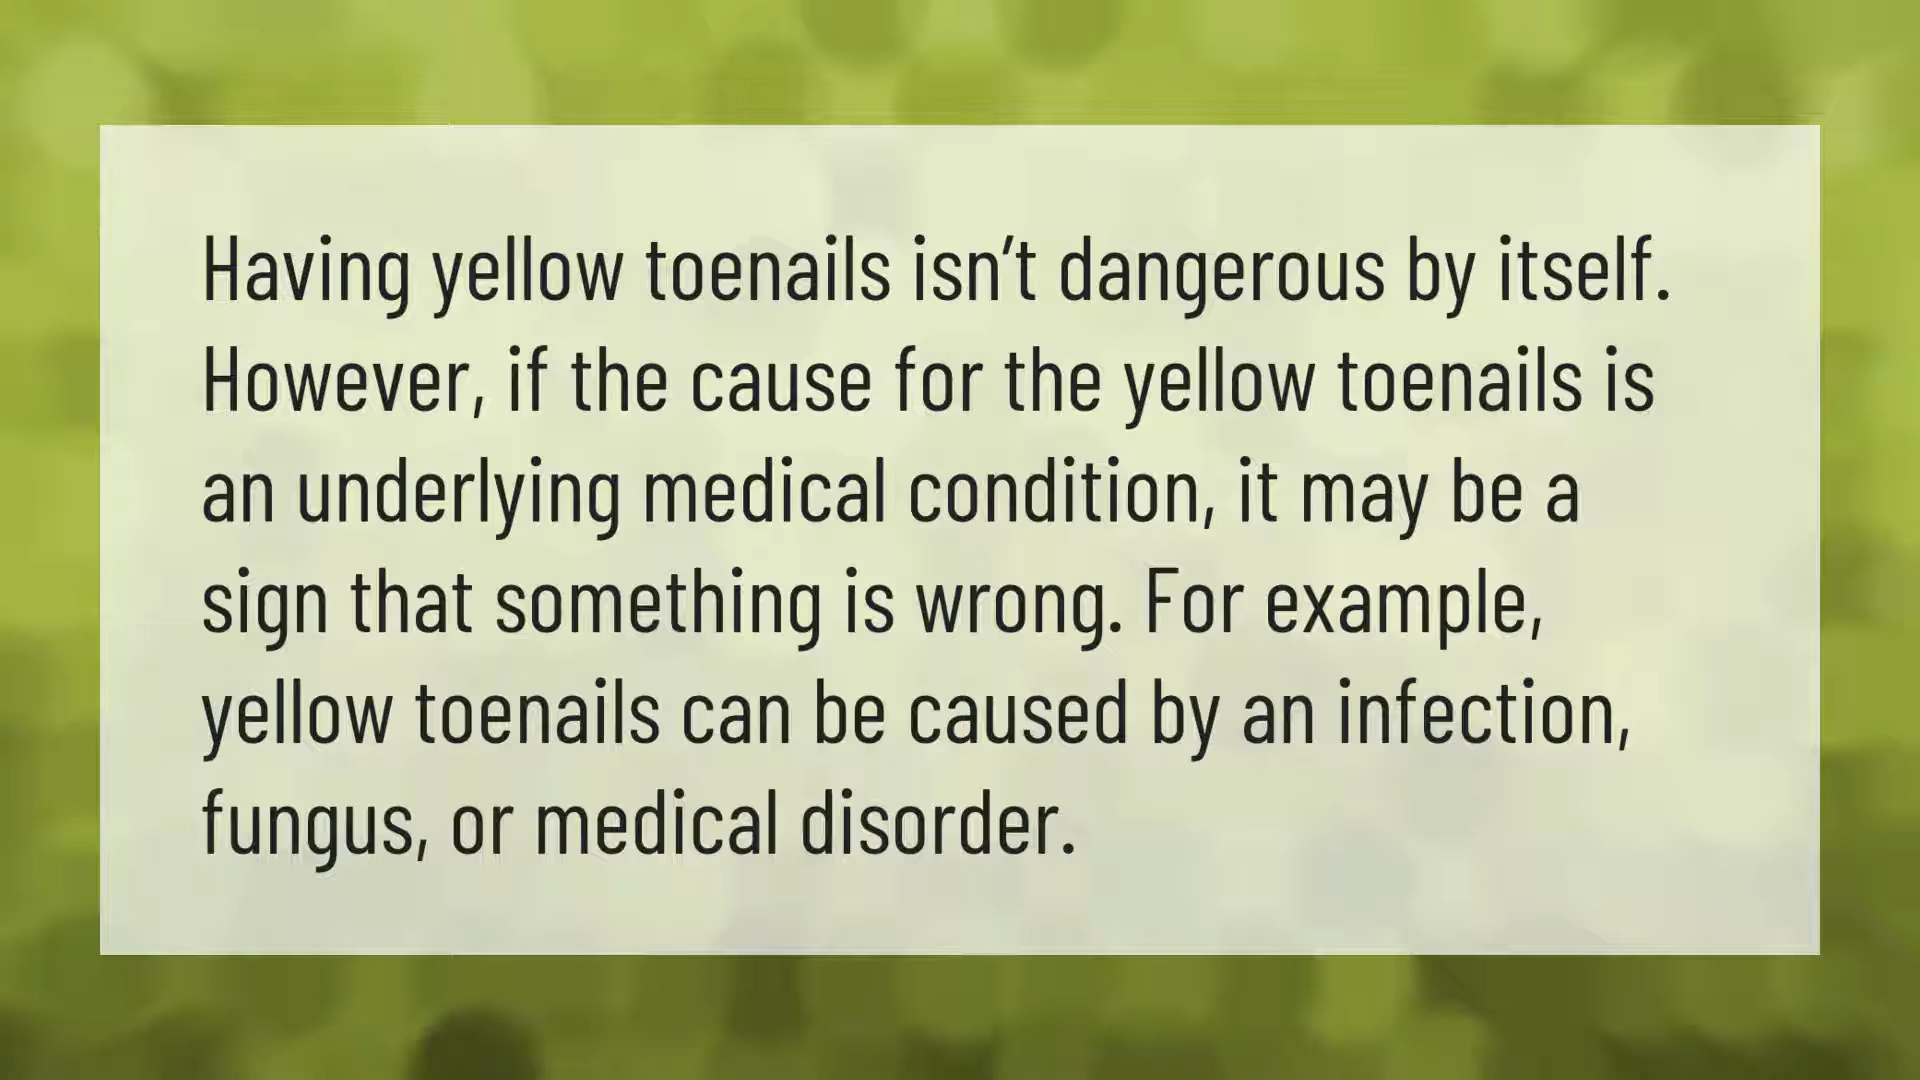 Having yellow toenails isn’t dangerous by itself.
However, if the cause for the yellow toenails is
an underlying medical condition, it may be a
sign that something is wrong. For example,
yellow toenails can be caused by an infection,
fungus, or medical disorder.